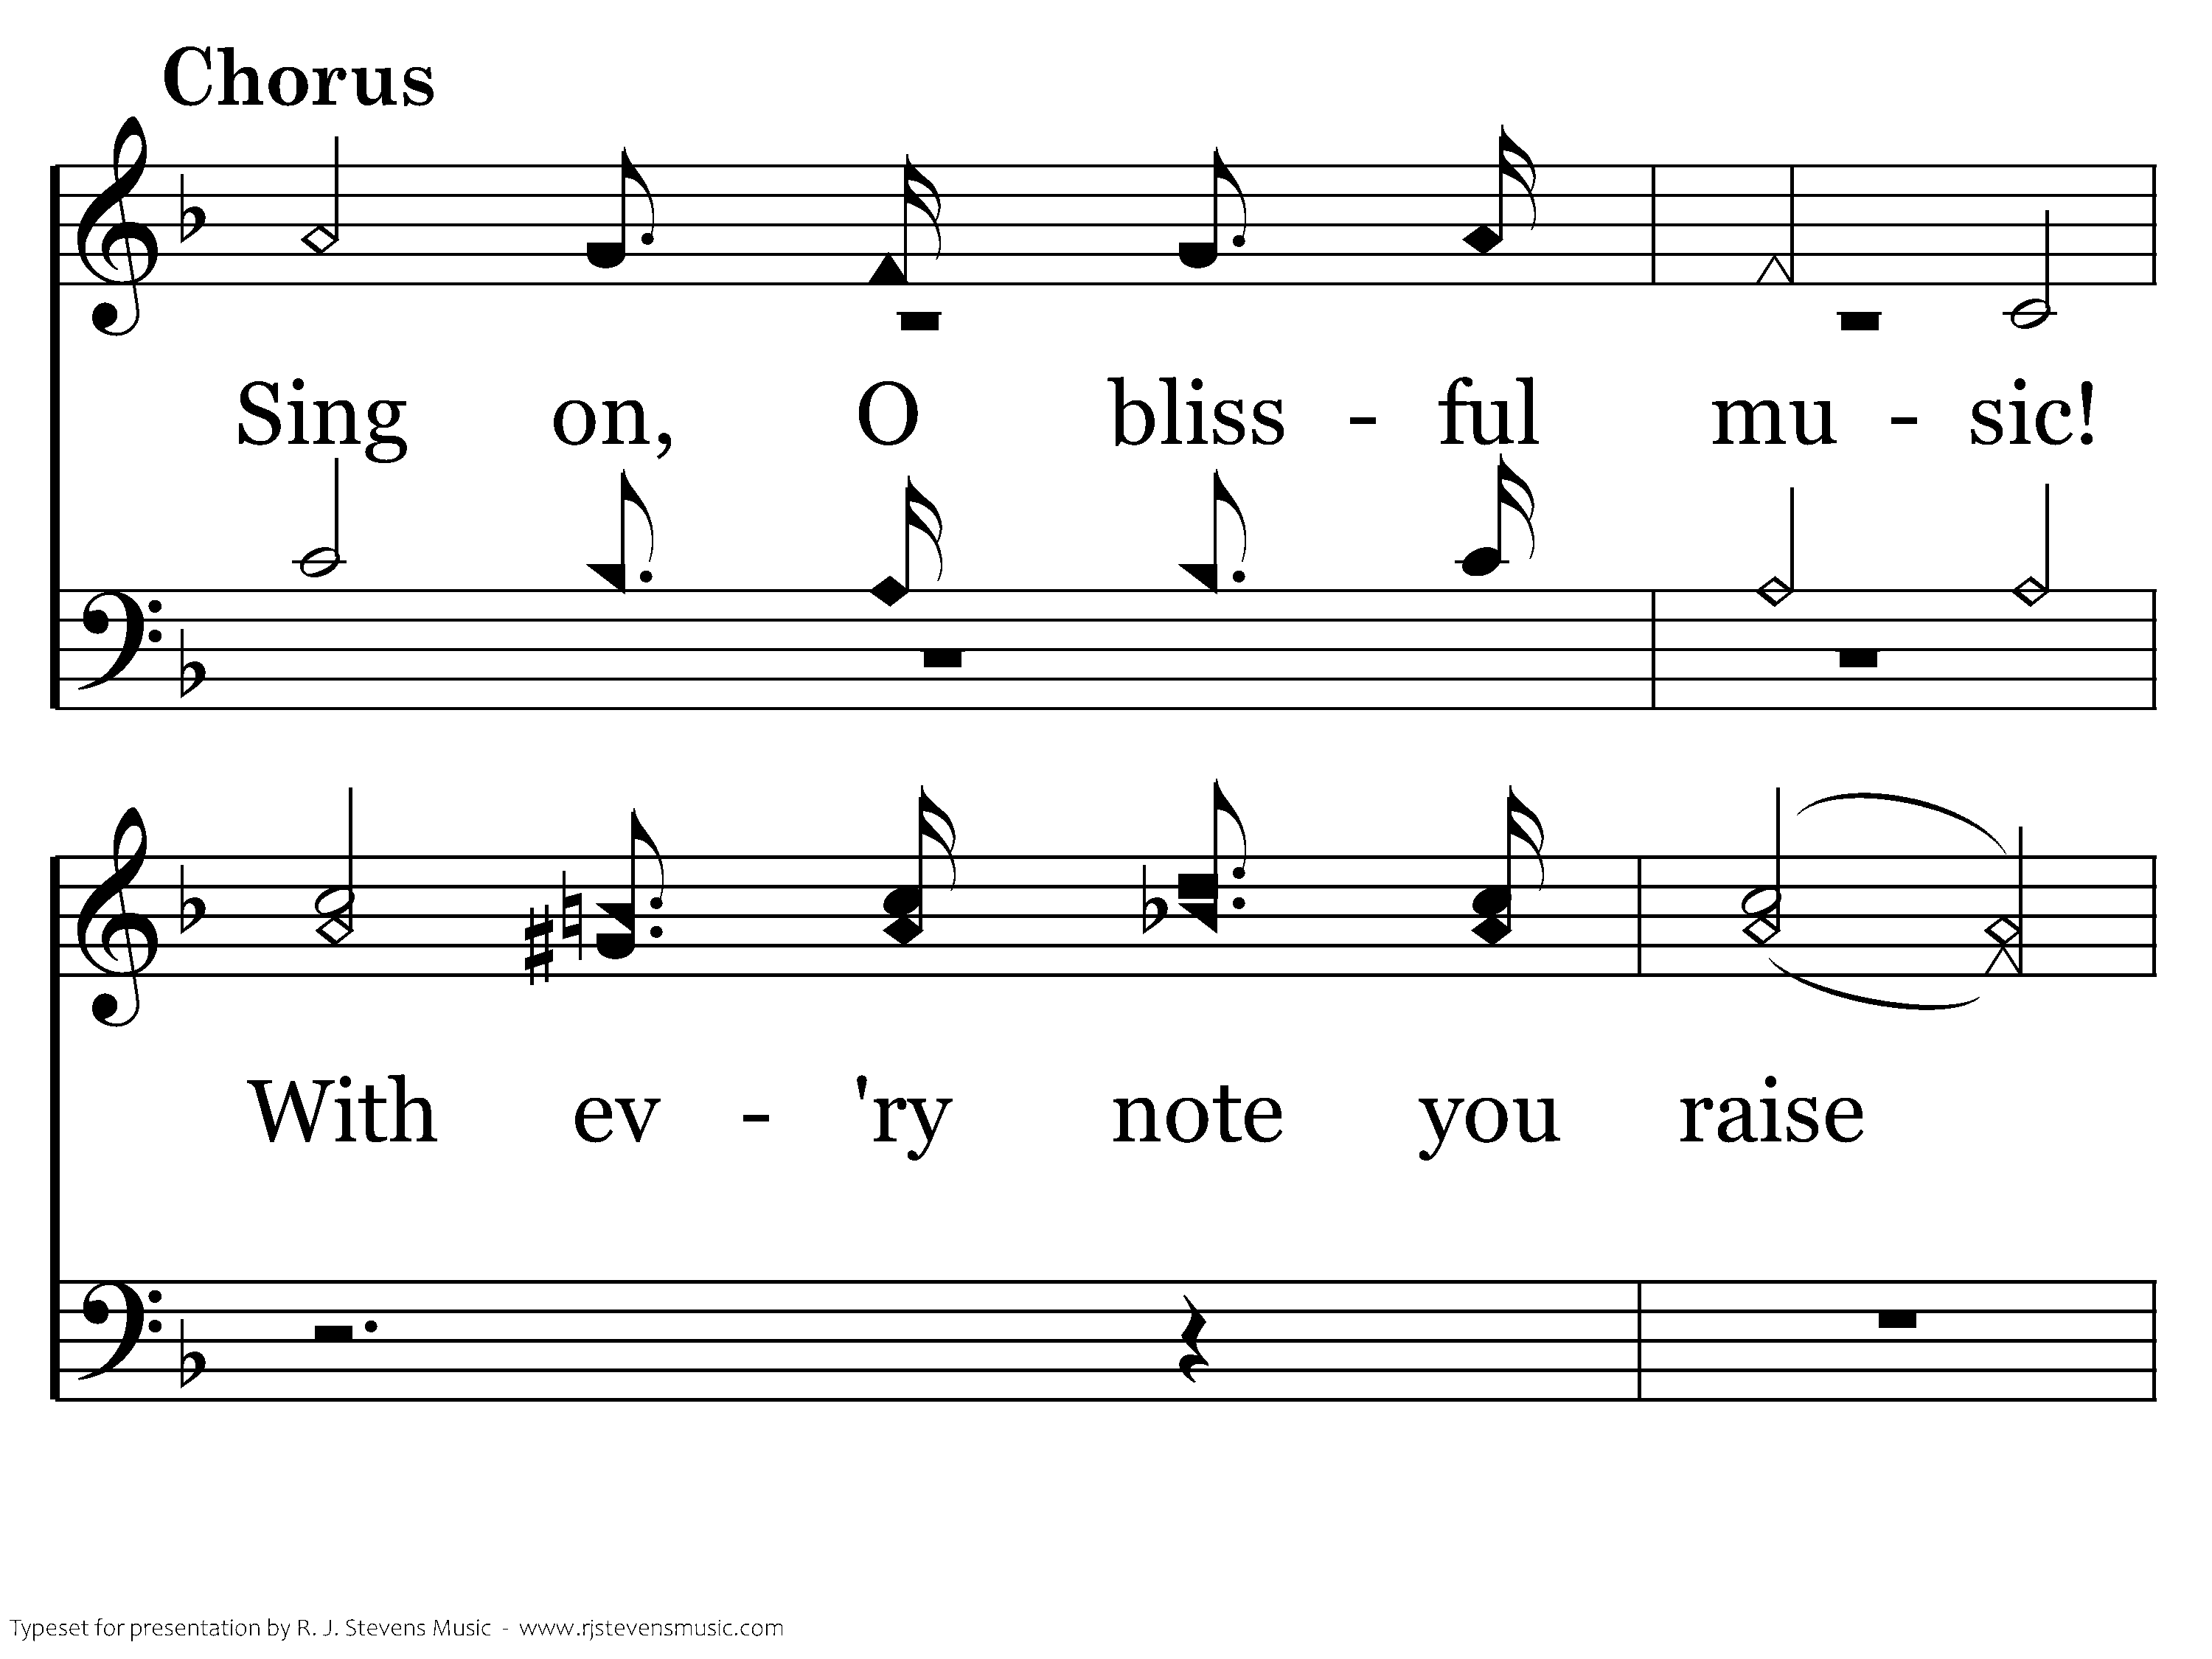 Chorus
Sing on, O bliss - ful mu - sic!
With ev - 'ry note you raise
Typeset for presentation by R. J. Stevens Music - www.rjstevensmusic.com